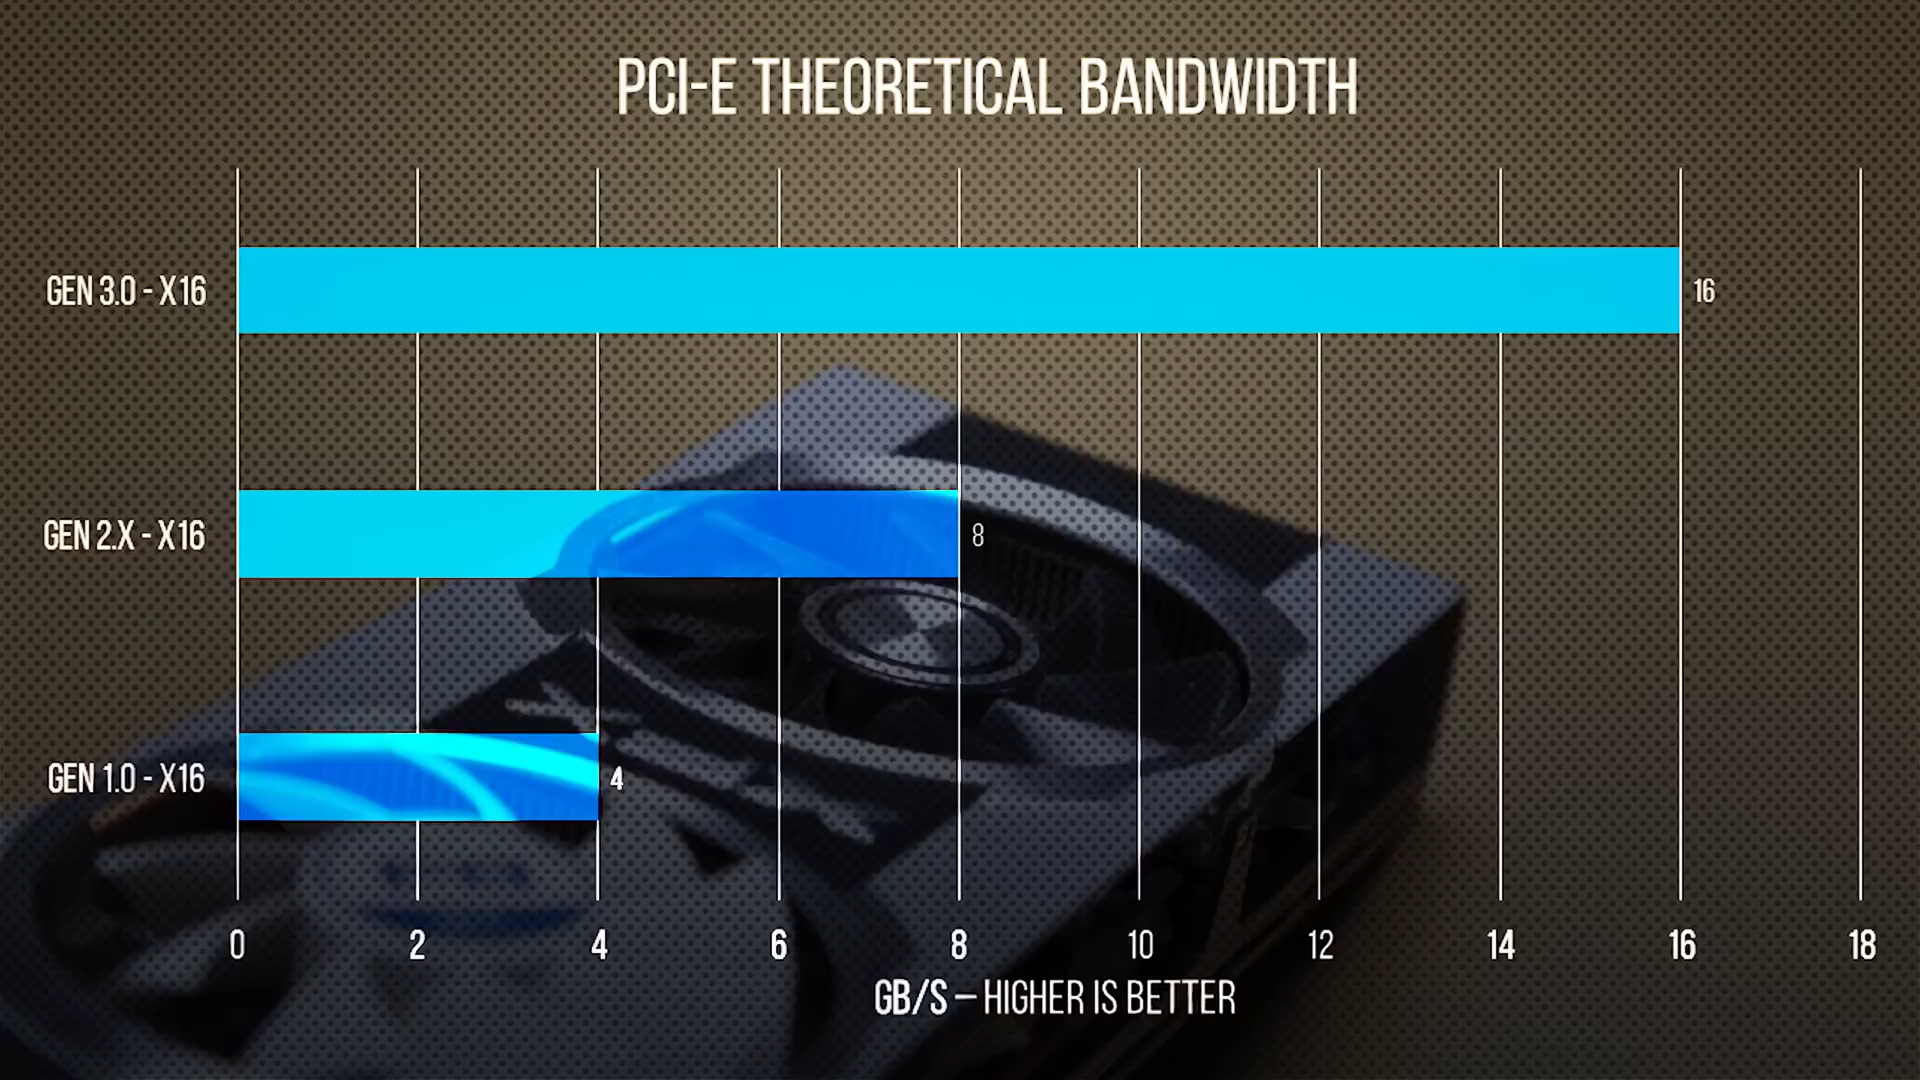 PCI-E THEORETICAL BANDWIDTH
GEN 3.0 - X16
16
GEN 2.X - X16
8
GEN 1.0 - X16
4
0 2 4 6 8 10 12 14 16 18
GB/S – HIGHER IS BETTER